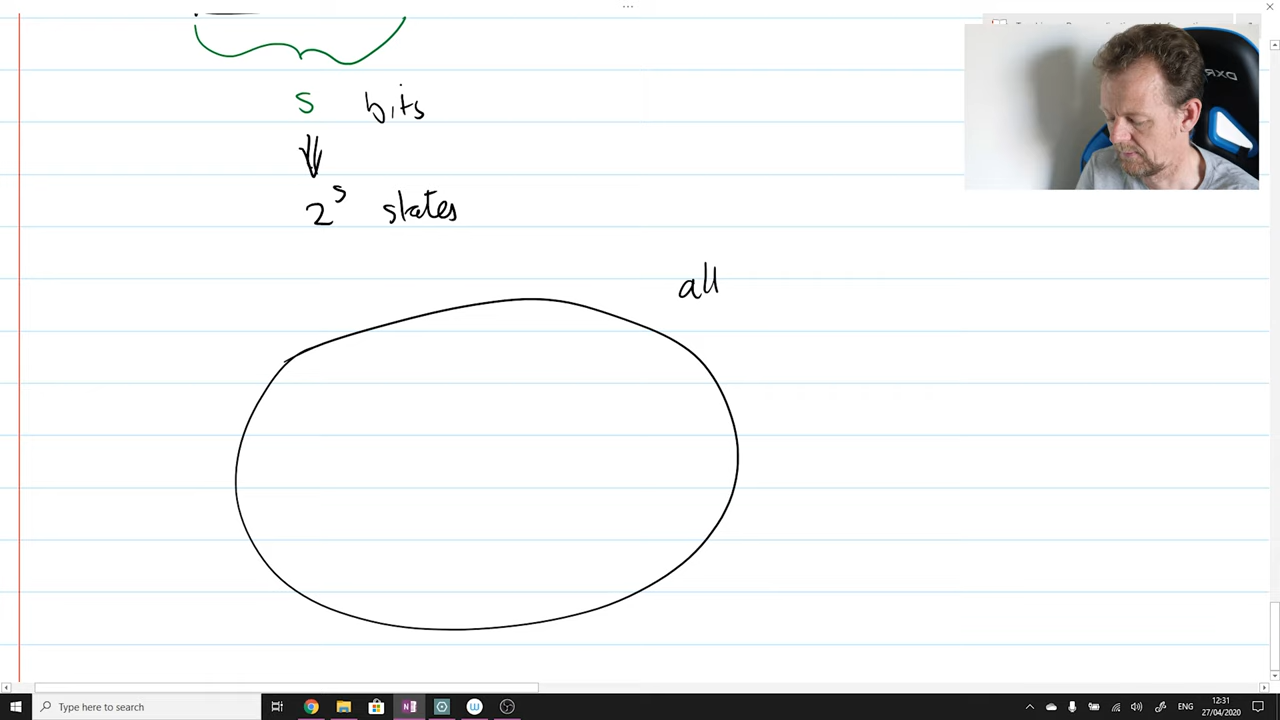 s bits
⇓
2^s states
all
Type here to search
ENG
12:31
27/04/2020